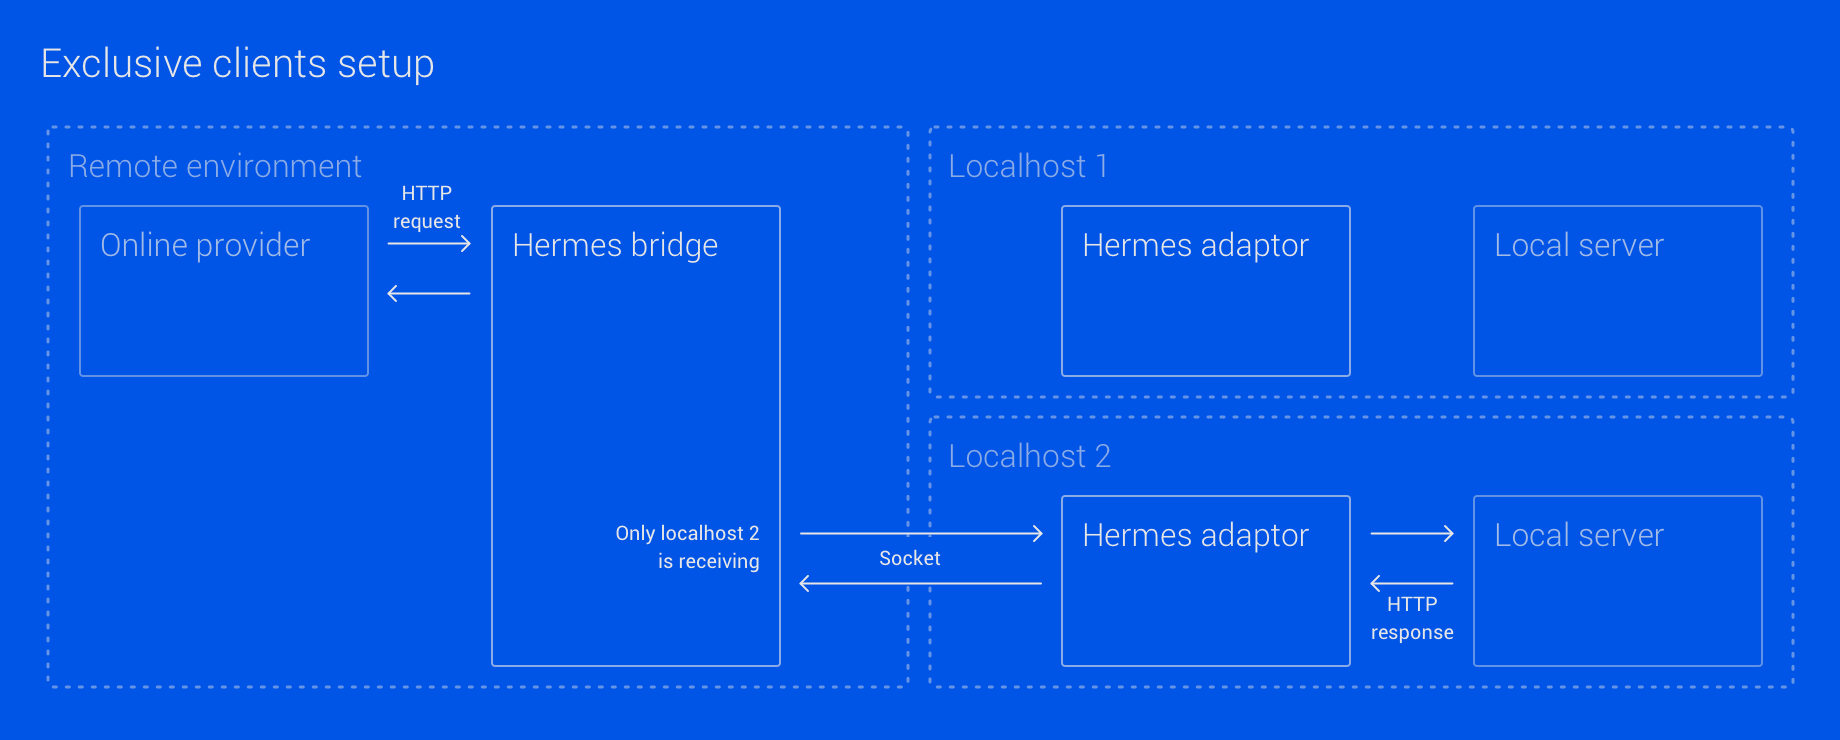 Exclusive clients setup
Remote environment
Online provider
HTTP
request
Hermes bridge
Only localhost 2
is receiving
Socket
Localhost 1
Hermes adaptor
Local server
Localhost 2
Hermes adaptor
Local server
HTTP
response